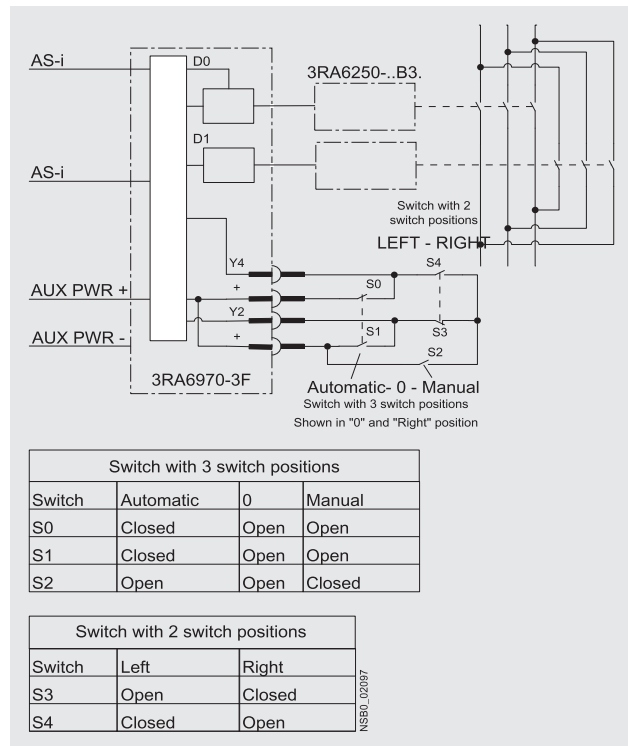 AS-i
D0
3RA6250-..B3.
D1
AS-i
Switch with 2
switch positions
LEFT - RIGHT
Y4
S4
AUX PWR +
+
S0
Y2
AUX PWR -
+
S1
S3
S2
3RA6970-3F
Automatic- 0 - Manual
Switch with 3 switch positions
Shown in "0" and "Right" position
Switch with 3 switch positions
Switch Automatic 0 Manual
S0 Closed Open Open
S1 Closed Open Open
S2 Open Open Closed
Switch with 2 switch positions
Switch Left Right
S3 Open Closed
S4 Closed Open
NSB0_02097